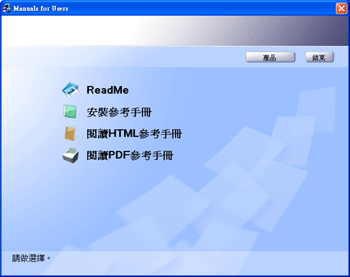 Manuals for Users
產品
結束
ReadMe
安裝參考手冊
閱讀HTML參考手冊
閱讀PDF參考手冊
請做選擇。